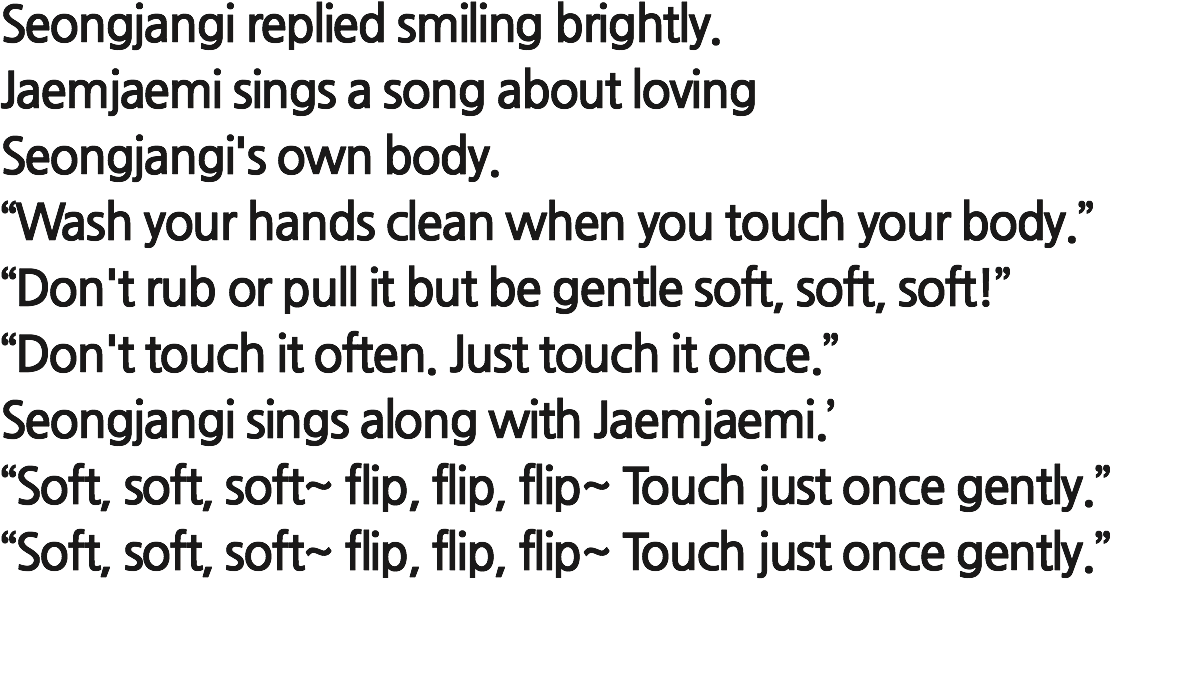 Seongjangi replied smiling brightly.
Jaemjaemi sings a song about loving
Seongjangi's own body.
“Wash your hands clean when you touch your body.”
“Don't rub or pull it but be gentle soft, soft, soft!”
“Don't touch it often. Just touch it once.”
Seongjangi sings along with Jaemjaemi.’
“Soft, soft, soft~ flip, flip, flip~ Touch just once gently.”
“Soft, soft, soft~ flip, flip, flip~ Touch just once gently.”